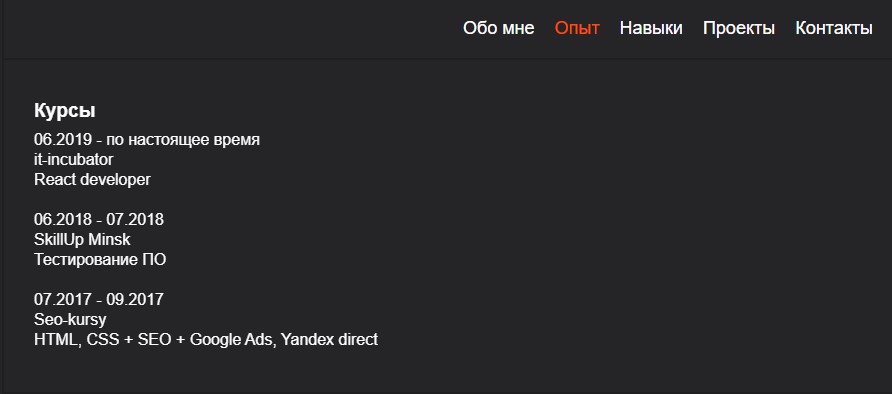 Обо мне Опыт Навыки Проекты Контакты
Курсы
06.2019 - по настоящее время
it-incubator
React developer
06.2018 - 07.2018
SkillUp Minsk
Тестирование ПО
07.2017 - 09.2017
Seo-kursy
HTML, CSS + SEO + Google Ads, Yandex direct